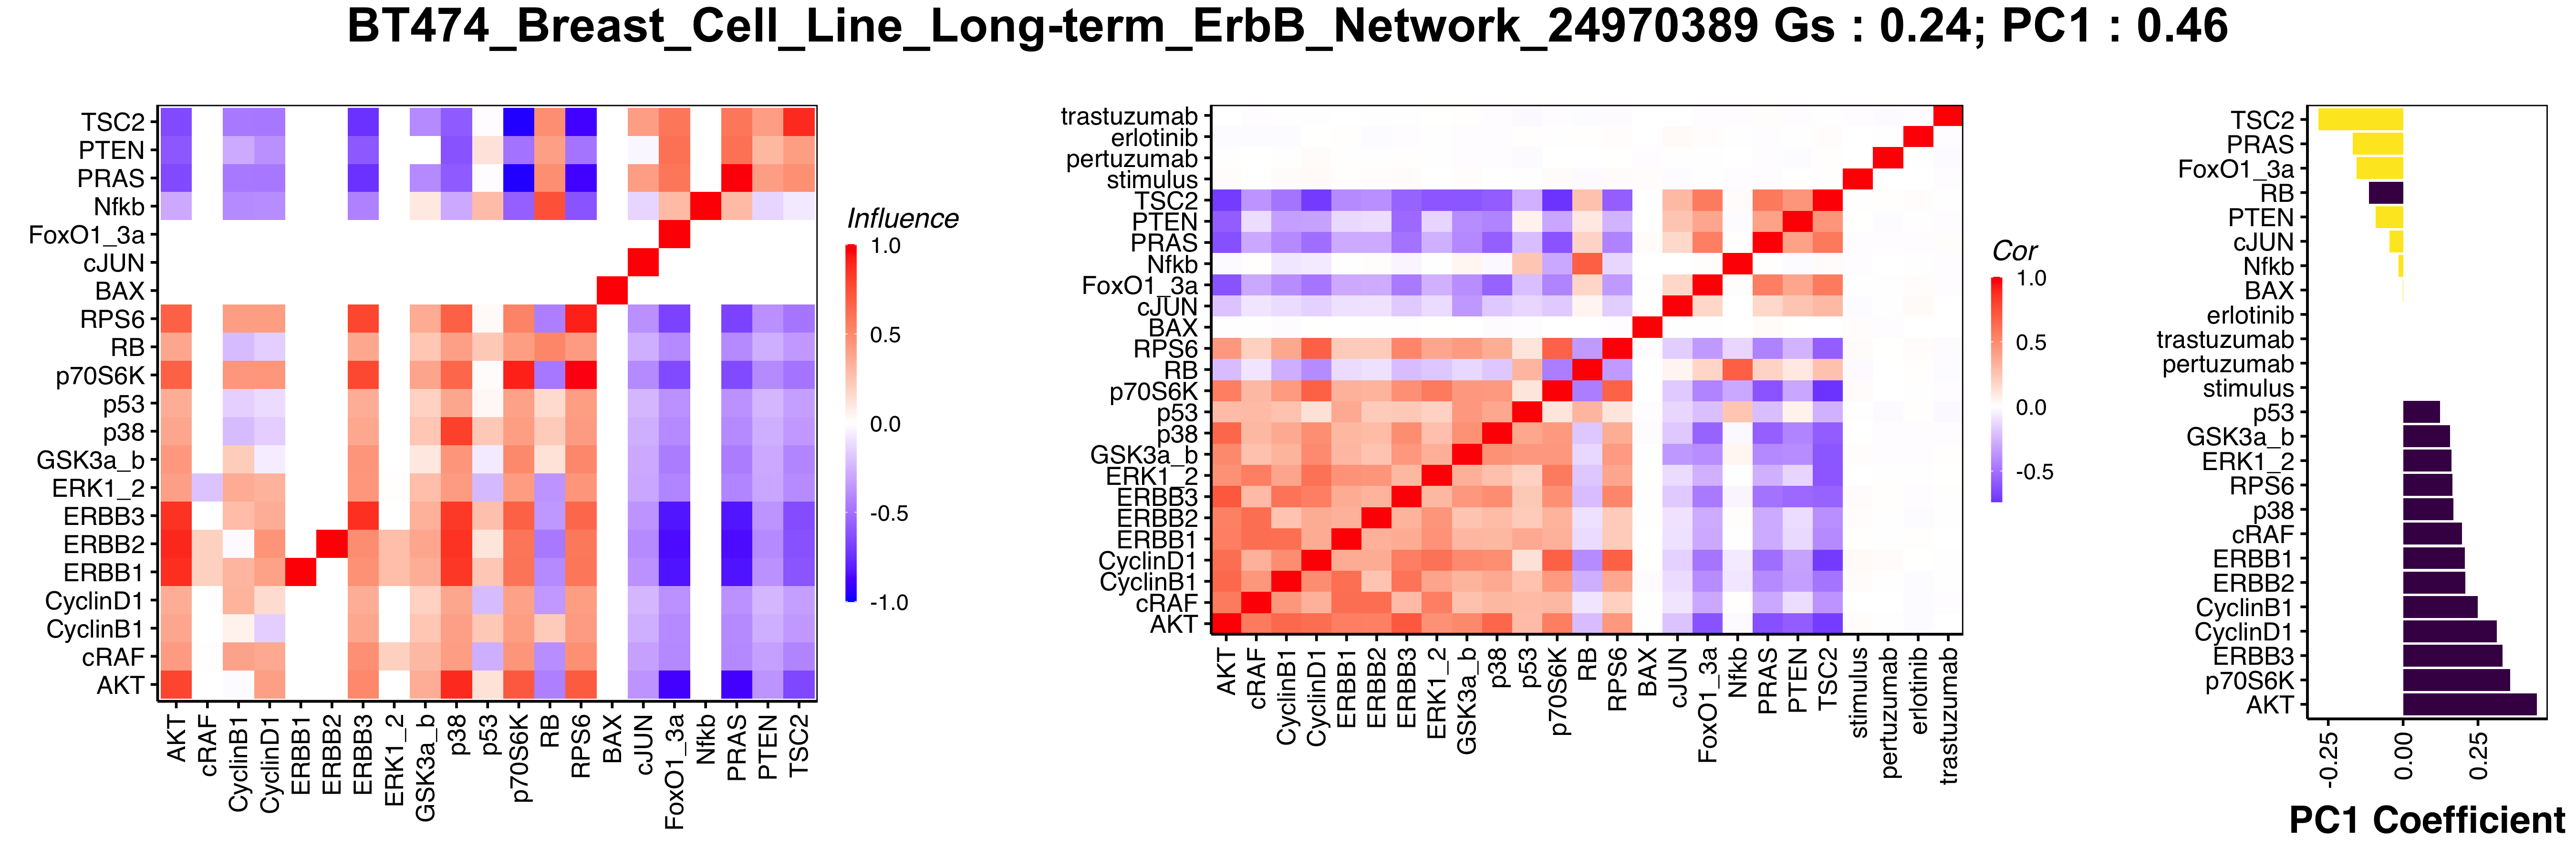 BT474_Breast_Cell_Line_Long-term_ErbB_Network_24970389 Gs : 0.24; PC1 : 0.46
TSC2
PTEN
PRAS
Nfkb
FoxO1_3a
cJUN
BAX
RPS6
RB
p70S6K
p53
p38
GSK3a_b
ERK1_2
ERBB3
ERBB2
ERBB1
CyclinD1
CyclinB1
cRAF
AKT
AKT
cRAF
CyclinB1
CyclinD1
ERBB1
ERBB2
ERBB3
ERK1_2
GSK3a_b
p38
p53
p70S6K
RB
RPS6
BAX
cJUN
FoxO1_3a
Nfkb
PRAS
PTEN
TSC2
Influence
1.0
0.5
0.0
-0.5
-1.0
trastuzumab
erlotinib
pertuzumab
stimulus
TSC2
PTEN
PRAS
Nfkb
FoxO1_3a
cJUN
BAX
RPS6
RB
p70S6K
p53
p38
GSK3a_b
ERK1_2
ERBB3
ERBB2
ERBB1
CyclinD1
CyclinB1
cRAF
AKT
AKT
cRAF
CyclinB1
CyclinD1
ERBB1
ERBB2
ERBB3
ERK1_2
GSK3a_b
p38
p53
p70S6K
RB
RPS6
BAX
cJUN
FoxO1_3a
Nfkb
PRAS
PTEN
TSC2
stimulus
pertuzumab
erlotinib
trastuzumab
Cor
1.0
0.5
0.0
-0.5
TSC2
PRAS
FoxO1_3a
RB
PTEN
cJUN
Nfkb
BAX
erlotinib
trastuzumab
pertuzumab
stimulus
p53
GSK3a_b
ERK1_2
RPS6
p38
cRAF
ERBB1
ERBB2
CyclinB1
CyclinD1
ERBB3
p70S6K
AKT
-0.25
0.00
0.25
PC1 Coefficient